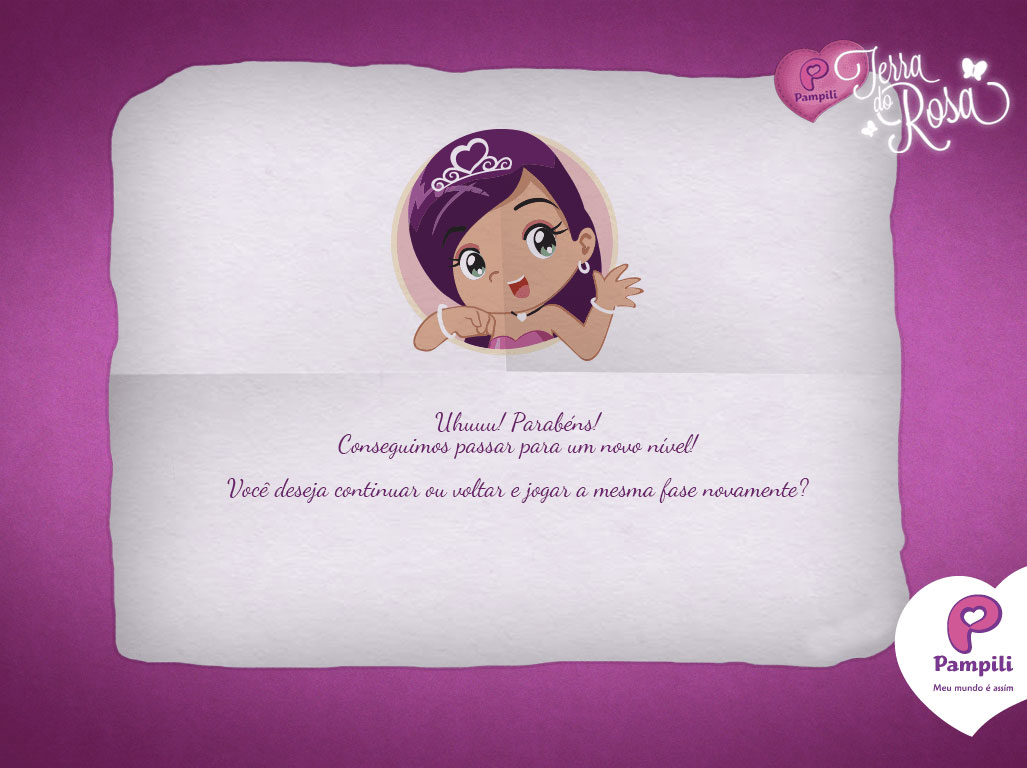 Pampili
Terra
do
Rosa
Uhuuu! Parabéns!
Conseguimos passar para um novo nível!
Você deseja continuar ou voltar e jogar a mesma fase novamente?
Pampili
Meu mundo é assim